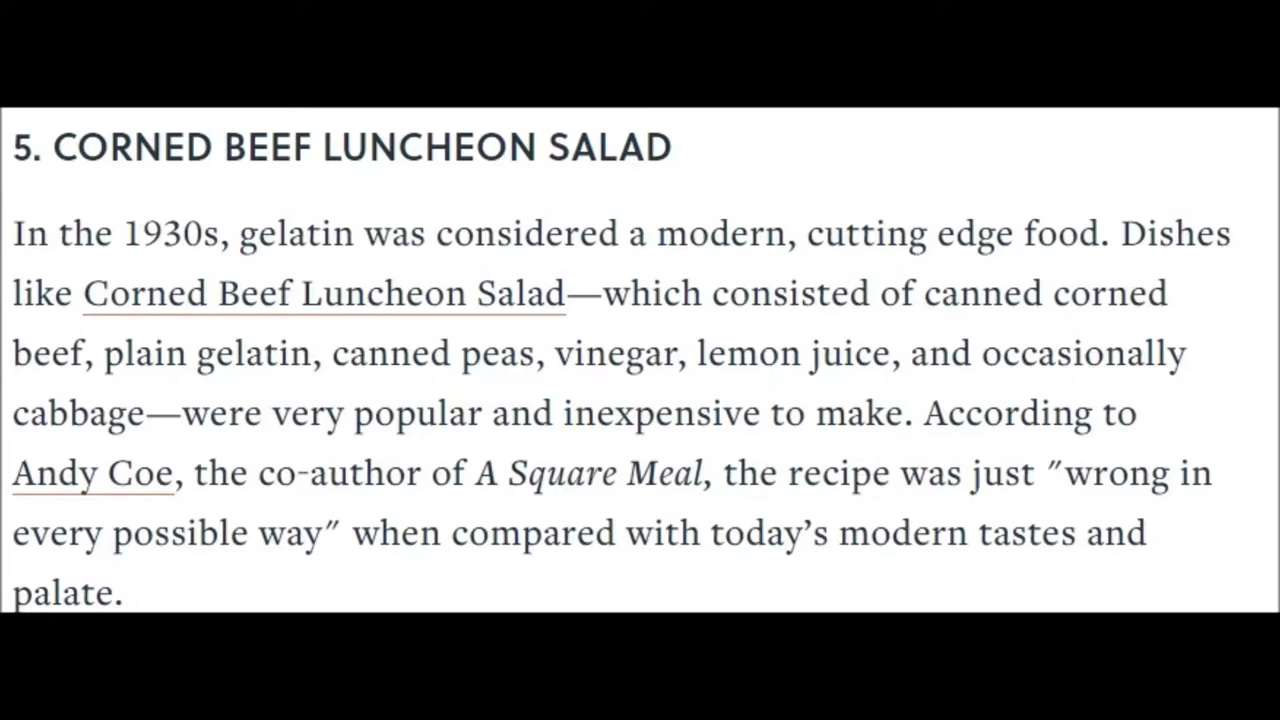 5. CORNED BEEF LUNCHEON SALAD
In the 1930s, gelatin was considered a modern, cutting edge food. Dishes
like Corned Beef Luncheon Salad—which consisted of canned corned
beef, plain gelatin, canned peas, vinegar, lemon juice, and occasionally
cabbage—were very popular and inexpensive to make. According to
Andy Coe, the co-author of A Square Meal, the recipe was just "wrong in
every possible way" when compared with today’s modern tastes and
palate.